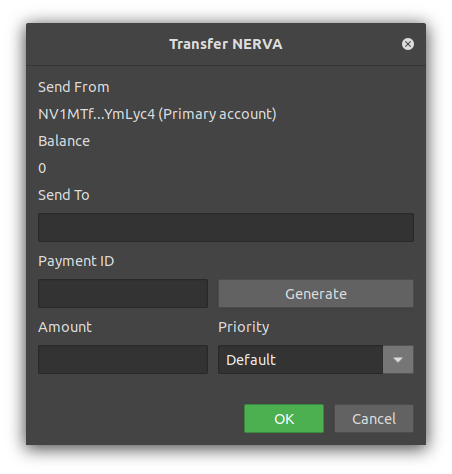 Transfer NERVA
Send From
NV1MTf...YmLyc4 (Primary account)
Balance
0
Send To
Payment ID
Generate
Amount Priority
Default
OK Cancel